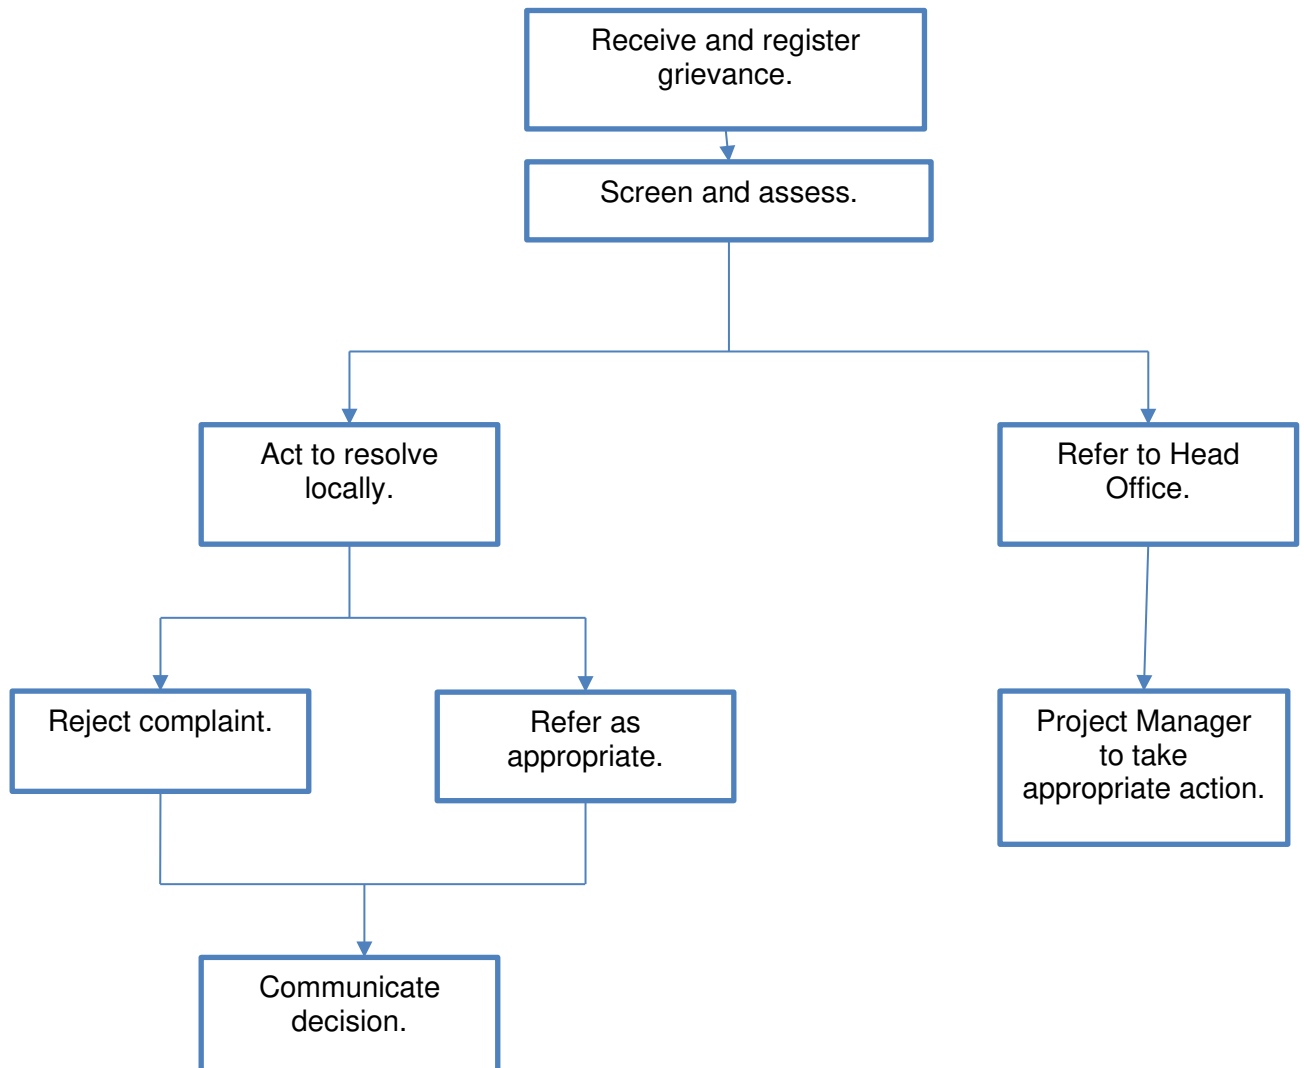 Receive and register
grievance.
Screen and assess.
Act to resolve
locally.
Refer to Head
Office.
Reject complaint.
Refer as
appropriate.
Project Manager
to take
appropriate action.
Communicate
decision.